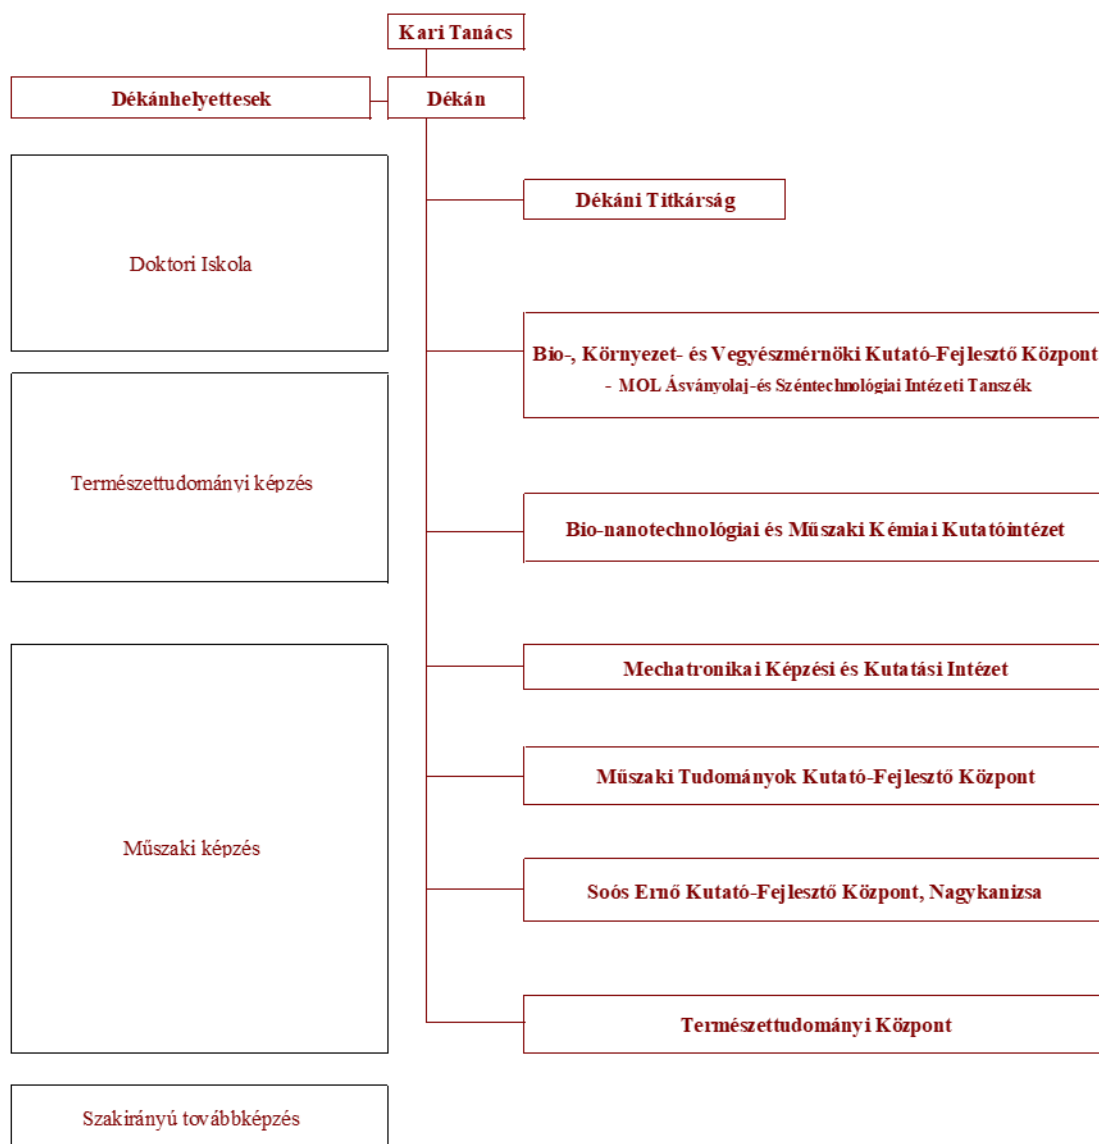 Kari Tanács
Dékánhelyettesek
Dékán
Dékáni Titkárság
Doktori Iskola
Bio-, Környezet- és Vegyészmérnöki Kutató-Fejlesztő Központ
- MOL Ásványolaj-és Széntechnológiai Intézeti Tanszék
Természettudományi képzés
Bio-nanotechnológiai és Műszaki Kémiai Kutatóintézet
Mechatronikai Képzési és Kutatási Intézet
Műszaki Tudományok Kutató-Fejlesztő Központ
Műszaki képzés
Soós Ernő Kutató-Fejlesztő Központ, Nagykanizsa
Természettudományi Központ
Szakirányú továbbképzés